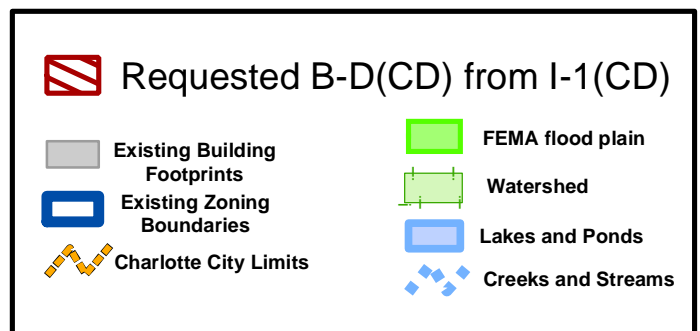 Requested B-D(CD) from I-1(CD)
Existing Building
Footprints
Existing Zoning
Boundaries
Charlotte City Limits
FEMA flood plain
Watershed
Lakes and Ponds
Creeks and Streams